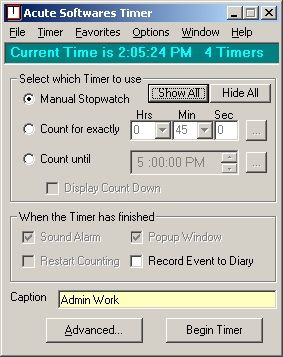 Acute Softwares Timer
File Timer Favorites Options Window Help
Current Time is 2:05:24 PM 4 Timers
Select which Timer to use
Manual Stopwatch Show All Hide All
Hrs Min Sec
Count for exactly 0 45 0 ...
Count until 5 :00:00 PM ...
Display Count Down
When the Timer has finished
Sound Alarm Popup Window
Restart Counting Record Event to Diary
Caption Admin Work
Advanced... Begin Timer